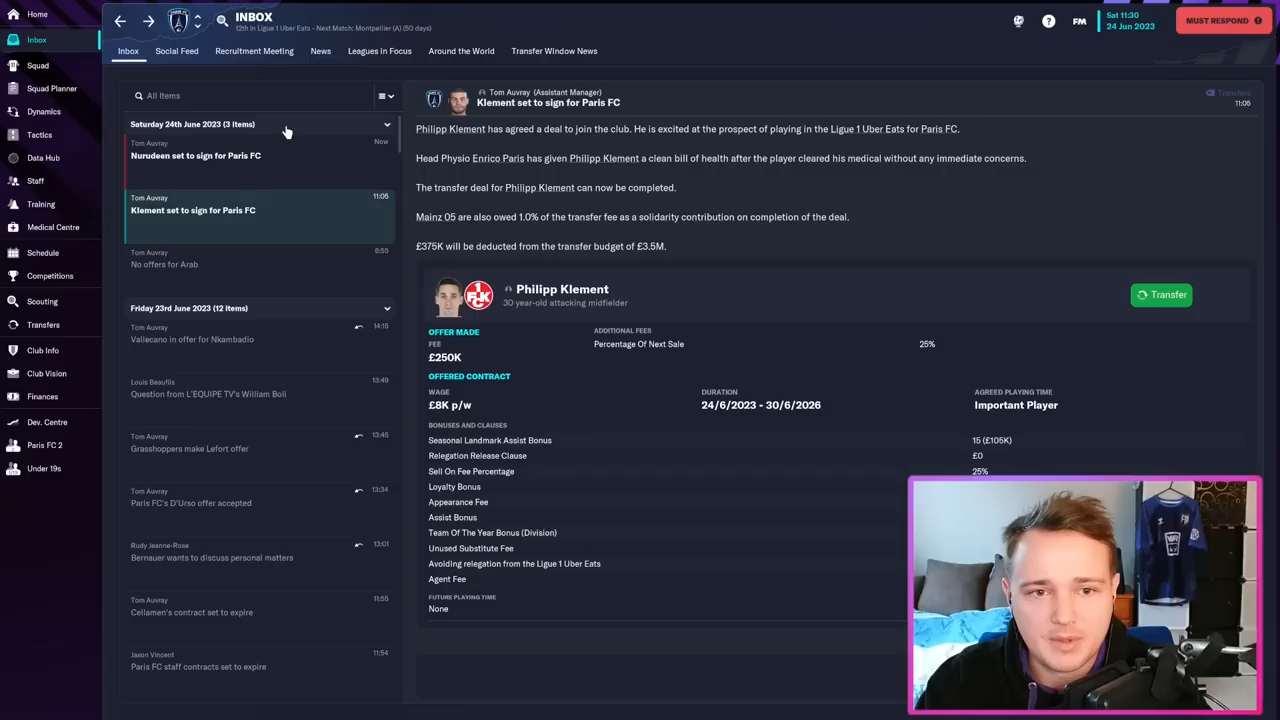 INBOX
12th in Ligue 1 Uber Eats - Next Match: Montpellier (A) (50 days)
FM
Sat 11:30
24 Jun 2023
MUST RESPOND
Home
Inbox
Squad
Squad Planner
Dynamics
Tactics
Data Hub
Staff
Training
Medical Centre
Schedule
Competitions
Scouting
Transfers
Club Info
Club Vision
Finances
Dev. Centre
Paris FC 2
Under 19s
Inbox
Social Feed
Recruitment Meeting
News
Leagues in Focus
Around the World
Transfer Window News
All Items
Saturday 24th June 2023 (3 items)
Tom Auvray
Now
Nurudeen set to sign for Paris FC
Tom Auvray
11:05
Klement set to sign for Paris FC
Tom Auvray
8:55
No offers for Arab
Friday 23rd June 2023 (12 items)
Tom Auvray
14:15
Vallecano in offer for Nkambadio
Louis Beaufils
13:49
Question from L'EQUIPE TV's William Boli
Tom Auvray
13:45
Grasshoppers make Lefort offer
Tom Auvray
13:34
Paris FC's D'Urso offer accepted
Rudy Jeanne-Rose
13:01
Bernauer wants to discuss personal matters
Tom Auvray
11:55
Cellamen's contract set to expire
Jason Vincent
11:54
Paris FC staff contracts set to expire
Tom Auvray (Assistant Manager)
Klement set to sign for Paris FC
Transfers
11:05
Philipp Klement has agreed a deal to join the club. He is excited at the prospect of playing in the Ligue 1 Uber Eats for Paris FC.
Head Physio Enrico Paris has given Philipp Klement a clean bill of health after the player cleared his medical without any immediate concerns.
The transfer deal for Philipp Klement can now be completed.
Mainz 05 are also owed 1.0% of the transfer fee as a solidarity contribution on completion of the deal.
£375K will be deducted from the transfer budget of £3.5M.
Philipp Klement
30 year-old attacking midfielder
Transfer
OFFER MADE
FEE
£250K
ADDITIONAL FEES
Percentage Of Next Sale
25%
OFFERED CONTRACT
WAGE
£8K p/w
DURATION
24/6/2023 - 30/6/2026
AGREED PLAYING TIME
Important Player
BONUSES AND CLAUSES
Seasonal Landmark Assist Bonus
15 (£105K)
Relegation Release Clause
£0
Sell On Fee Percentage
25%
Loyalty Bonus
Appearance Fee
Assist Bonus
Team Of The Year Bonus (Division)
Unused Substitute Fee
Avoiding relegation from the Ligue 1 Uber Eats
Agent Fee
FUTURE PLAYING TIME
None